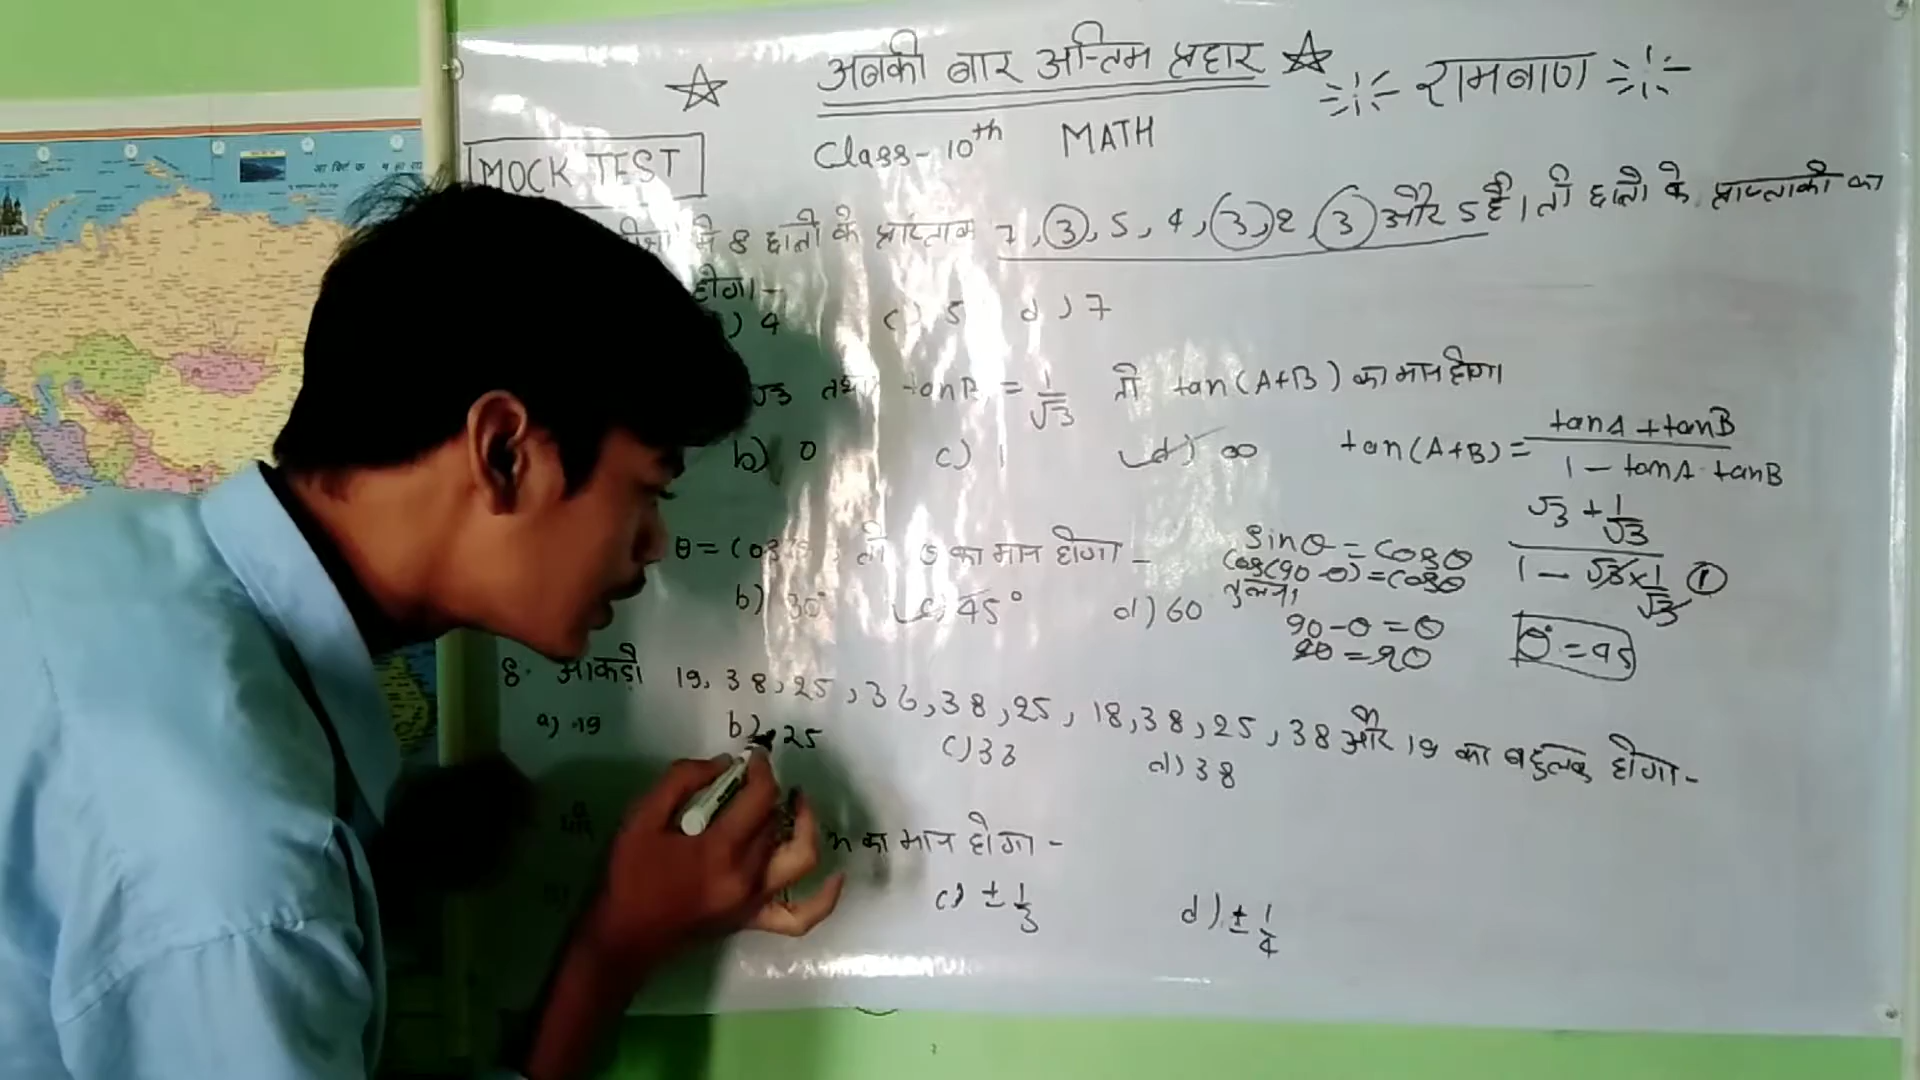 अबकी बार अन्तिम प्रहार
रामबाण
Class-10th MATH
MOCK TEST
में 8 छात्रों के प्राप्तांक 7, 3, 5, 4, 3, 2, 3 और 5 है। तो छात्रों के प्राप्ताकों का
होगा-
) 4 c) 5 d) 7
√3 तथा tanB = 1/√3 तो tan(A+B) का मान होगा
b) 0 c) 1 d) ∞
tan(A+B) = tanA + tanB / 1 - tanA · tanB
√3 + 1/√3 / 1 - √3 × 1/√3 ①
θ = cos तो θ का मान होगा -
b) 30° c) 45° d) 60
sinθ = cosθ
cos(90-θ) = cosθ
तुलना
90-θ = θ
90 = 2θ
θ° = 45
8. आकड़ो 19, 38, 25, 36, 38, 25, 18, 38, 25, 38 और 19 का बहुलक होगा -
a) 19 b) 25 c) 33 d) 38
का मान होगा -
c) ± 1/3 d) ± 1/4